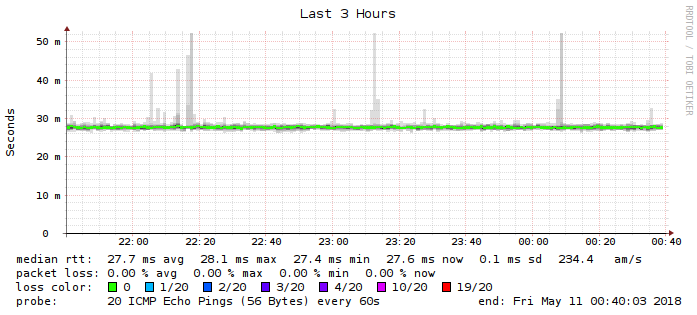 Last 3 Hours
RRDTOOL / TOBI OETIKER
Seconds
50 m
40 m
30 m
20 m
10 m
0
22:00 22:20 22:40 23:00 23:20 23:40 00:00 00:20 00:40
median rtt: 27.7 ms avg 28.1 ms max 27.4 ms min 27.6 ms now 0.1 ms sd 234.4 am/s
packet loss: 0.00 % avg 0.00 % max 0.00 % min 0.00 % now
loss color: 0 1/20 2/20 3/20 4/20 10/20 19/20
probe: 20 ICMP Echo Pings (56 Bytes) every 60s end: Fri May 11 00:40:03 2018